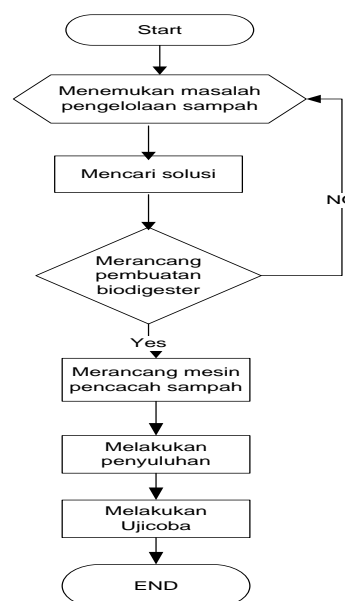 Start
Menemukan masalah
pengelolaan sampah
Mencari solusi
NO
Merancang
pembuatan
biodigester
Yes
Merancang mesin
pencacah sampah
Melakukan
penyuluhan
Melakukan
Ujicoba
END